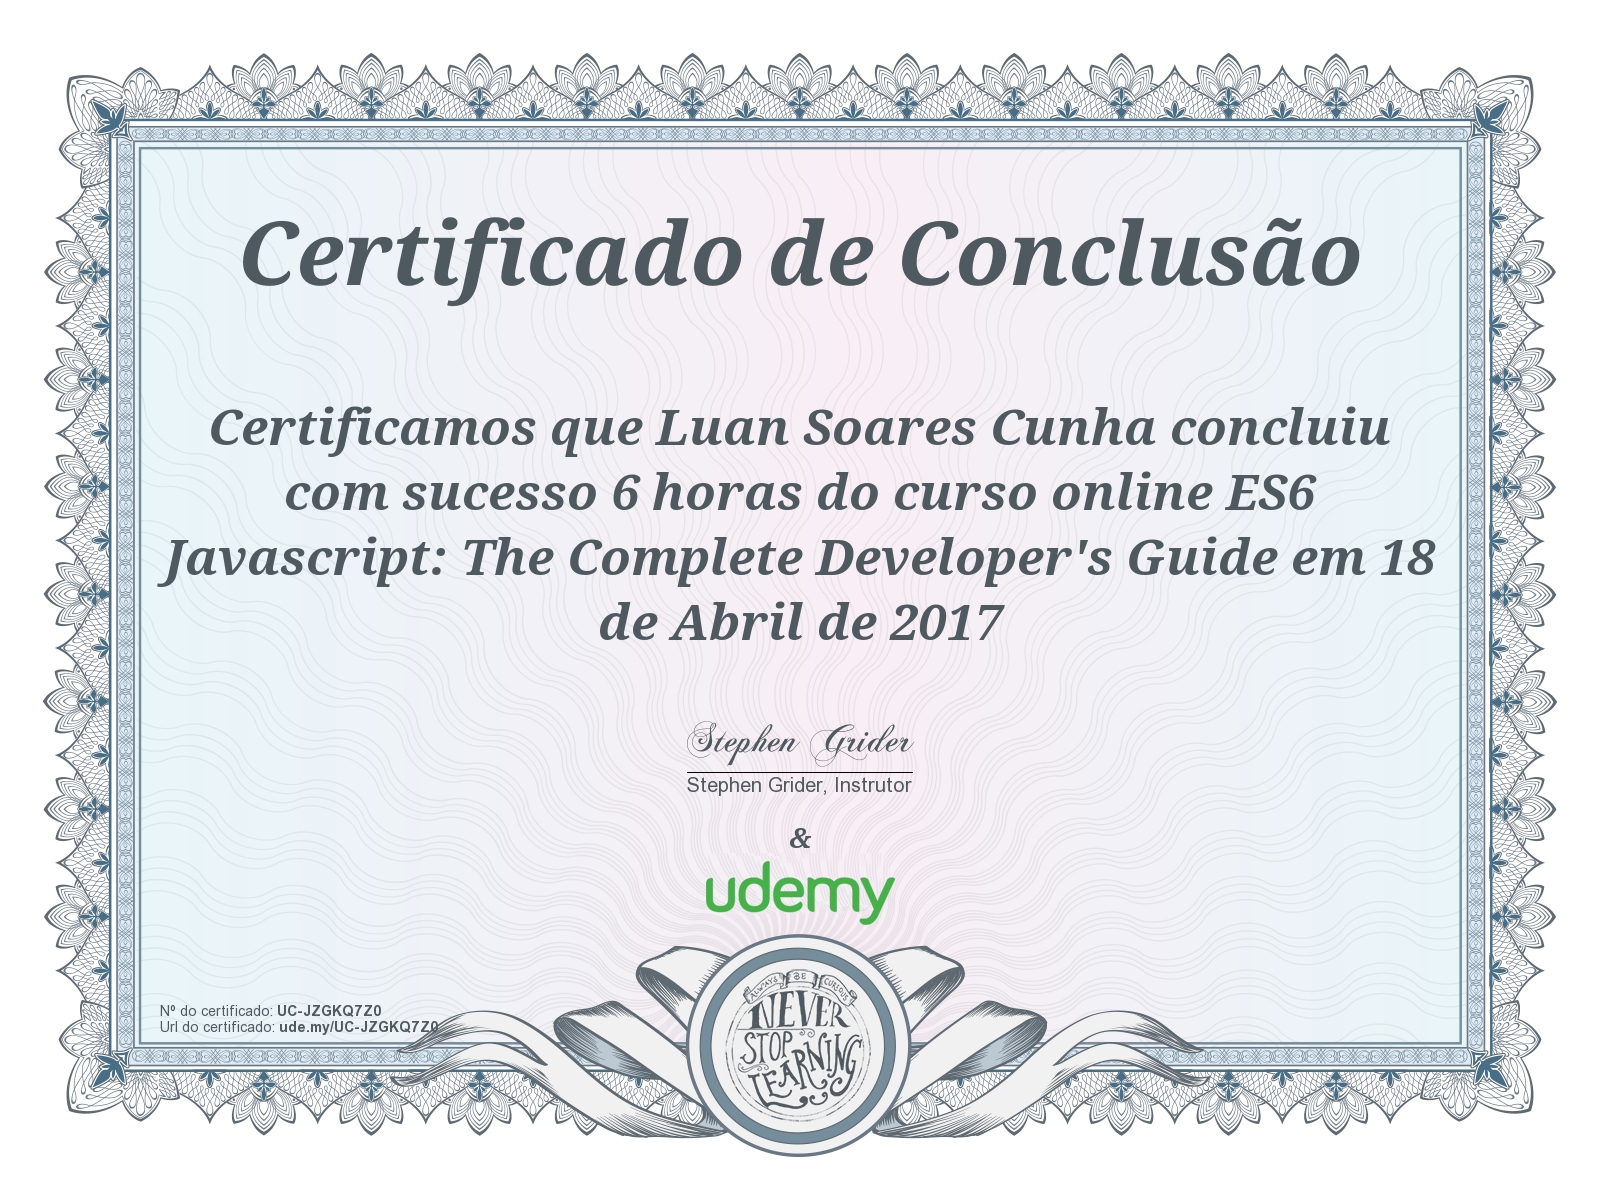 Certificado de Conclusão
Certificamos que Luan Soares Cunha concluiu
com sucesso 6 horas do curso online ES6
Javascript: The Complete Developer's Guide em 18
de Abril de 2017
Stephen Grider
Stephen Grider, Instrutor
&
udemy
Nº do certificado: UC-JZGKQ7Z0
Url do certificado: ude.my/UC-JZGKQ7Z0
ALWAYS BE CURIOUS
NEVER
STOP
LEARNING